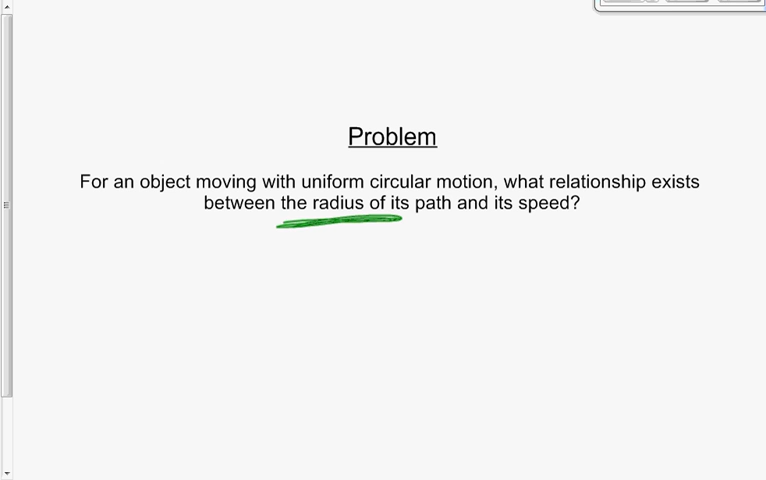 Problem
For an object moving with uniform circular motion, what relationship exists
between the radius of its path and its speed?